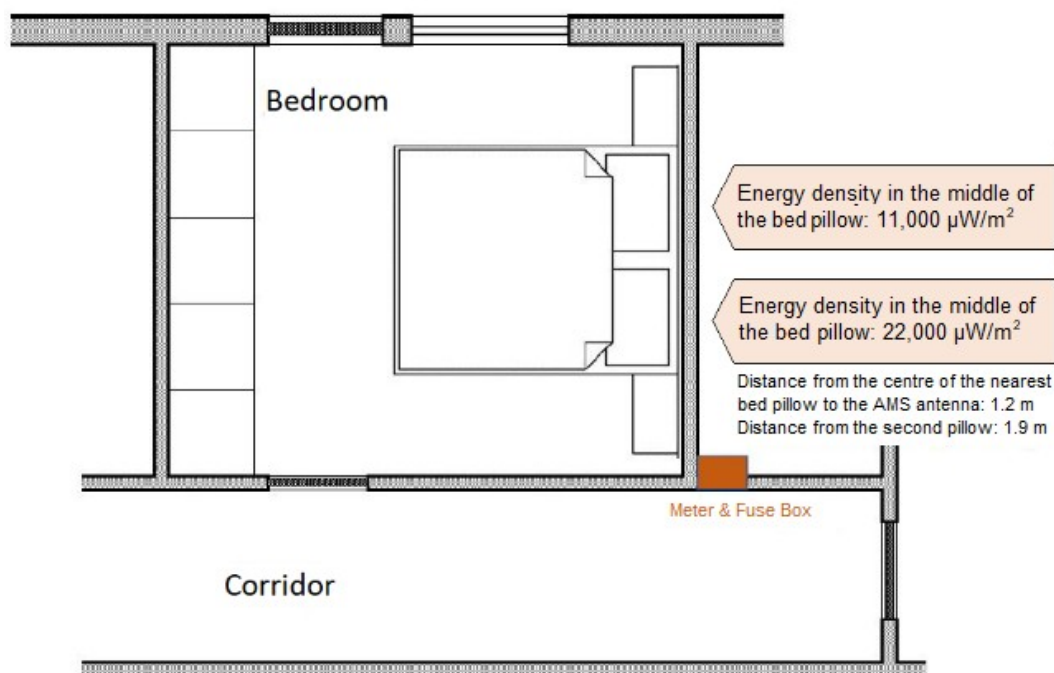 Bedroom
Energy density in the middle of
the bed pillow: 11,000 µW/m²
Energy density in the middle of
the bed pillow: 22,000 µW/m²
Distance from the centre of the nearest
bed pillow to the AMS antenna: 1.2 m
Distance from the second pillow: 1.9 m
Meter & Fuse Box
Corridor